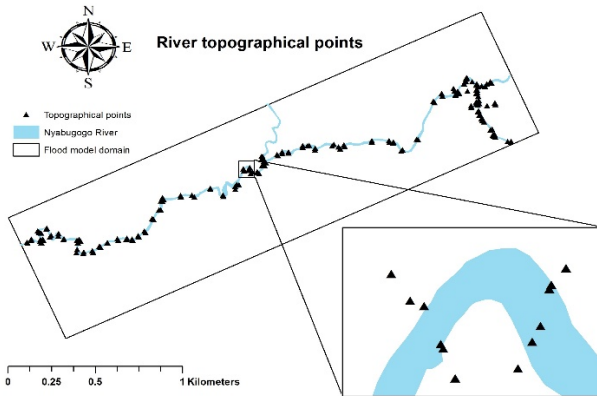 N
River topographical points
W
E
S
Topographical points
Nyabugogo River
Flood model domain
0 0.25 0.5 1 Kilometers